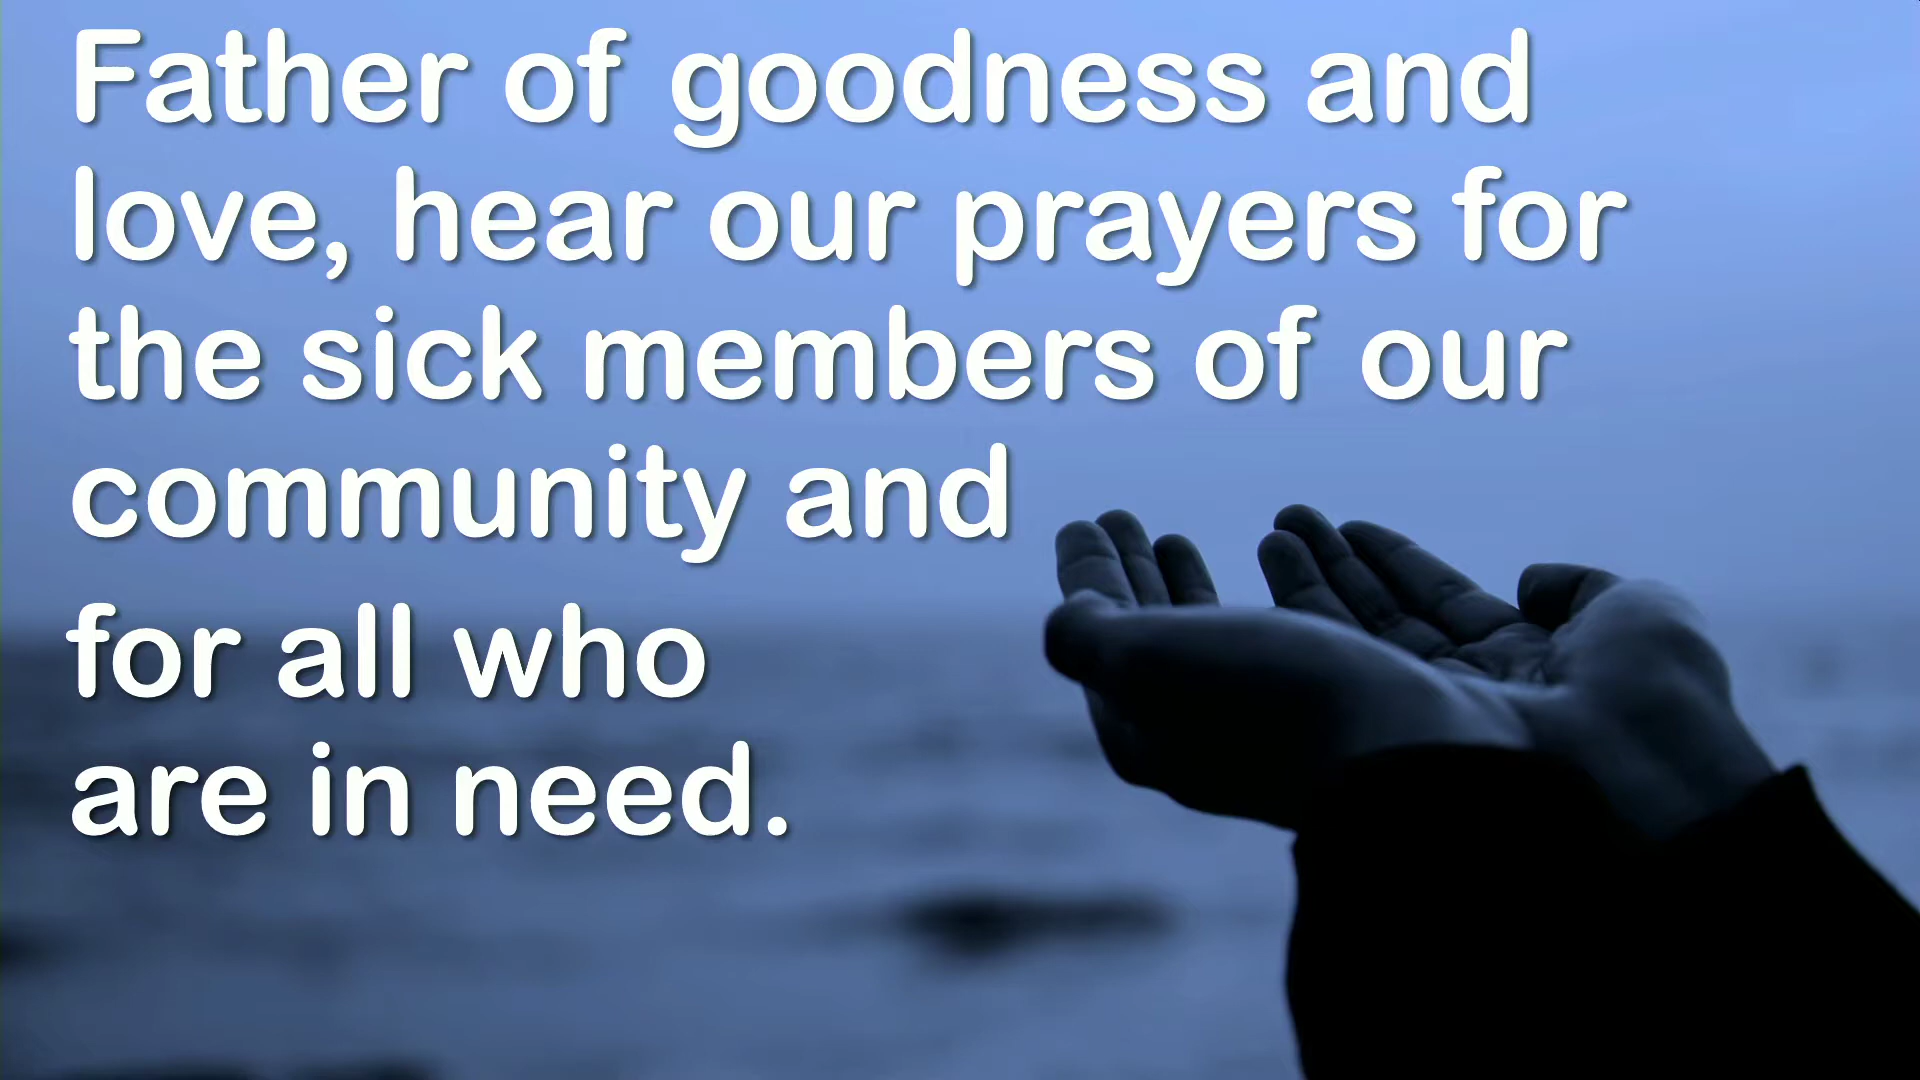 Father of goodness and
love, hear our prayers for
the sick members of our
community and
for all who
are in need.